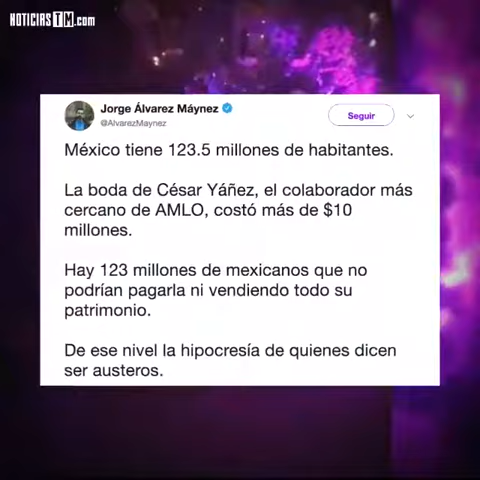 NOTICIASTM.com
Jorge Álvarez Máynez
@AlvarezMaynez
Seguir
México tiene 123.5 millones de habitantes.
La boda de César Yáñez, el colaborador más
cercano de AMLO, costó más de $10
millones.
Hay 123 millones de mexicanos que no
podrían pagarla ni vendiendo todo su
patrimonio.
De ese nivel la hipocresía de quienes dicen
ser austeros.